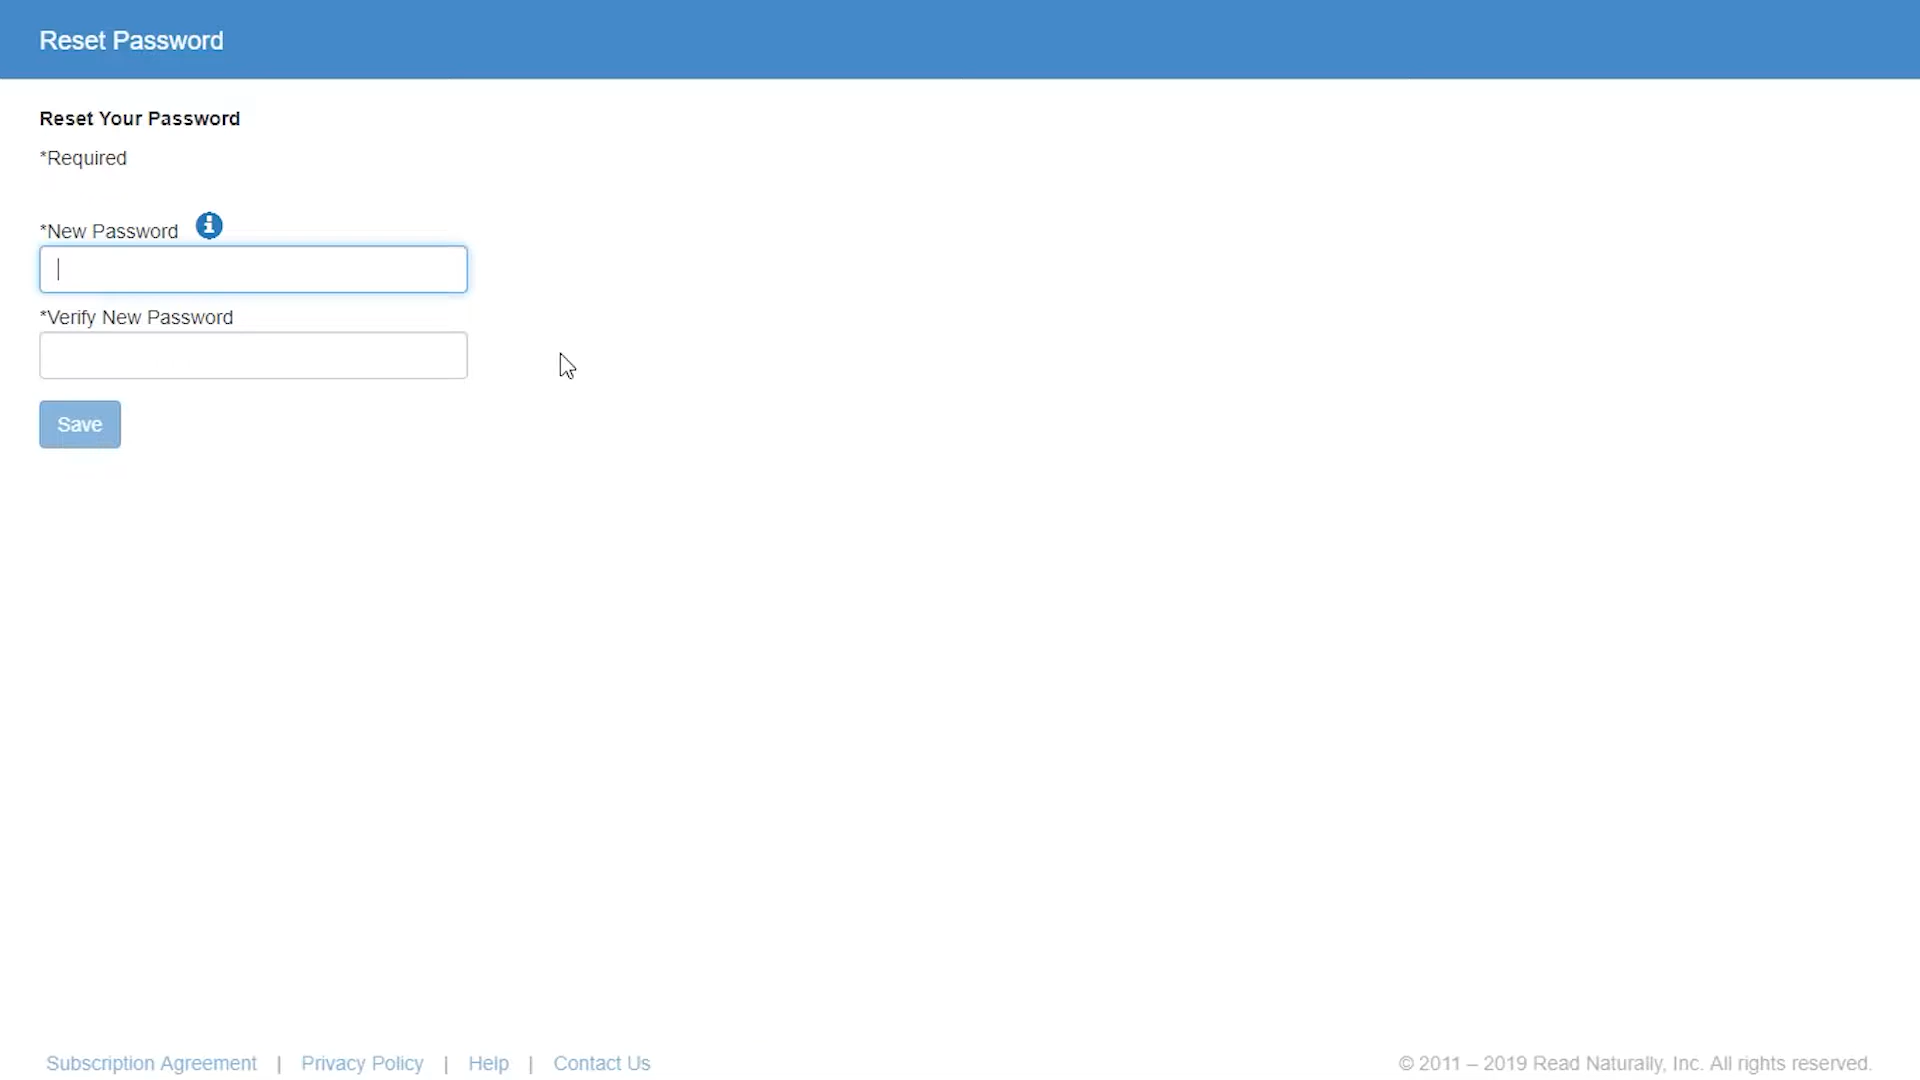 Reset Password
Reset Your Password
*Required
*New Password
*Verify New Password
Save
Subscription Agreement | Privacy Policy | Help | Contact Us
© 2011 – 2019 Read Naturally, Inc. All rights reserved.